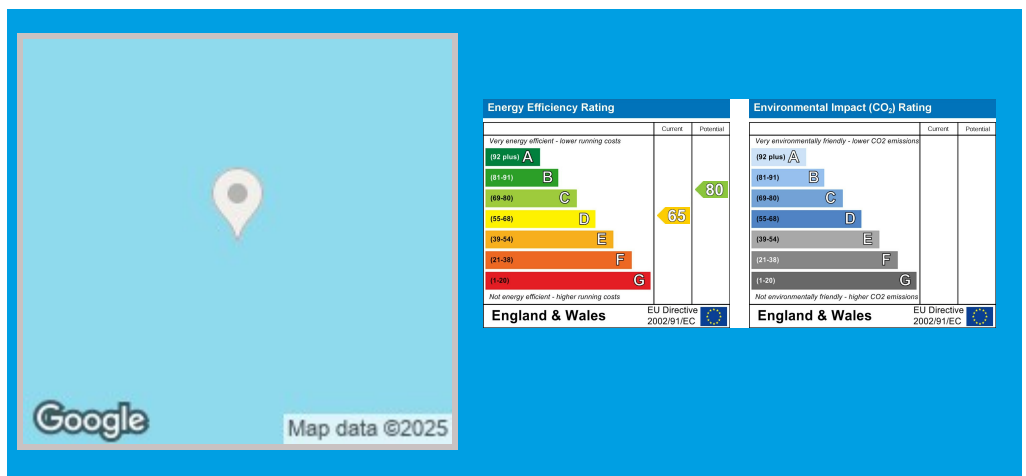 Google
Map data ©2025
Energy Efficiency Rating
Current Potential
Very energy efficient - lower running costs
(92 plus) A
(81-91) B
(69-80) C
(55-68) D
(39-54) E
(21-38) F
(1-20) G
65
80
Not energy efficient - higher running costs
England & Wales
EU Directive
2002/91/EC
Environmental Impact (CO₂) Rating
Current Potential
Very environmentally friendly - lower CO2 emissions
(92 plus) A
(81-91) B
(69-80) C
(55-68) D
(39-54) E
(21-38) F
(1-20) G
Not environmentally friendly - higher CO2 emissions
England & Wales
EU Directive
2002/91/EC